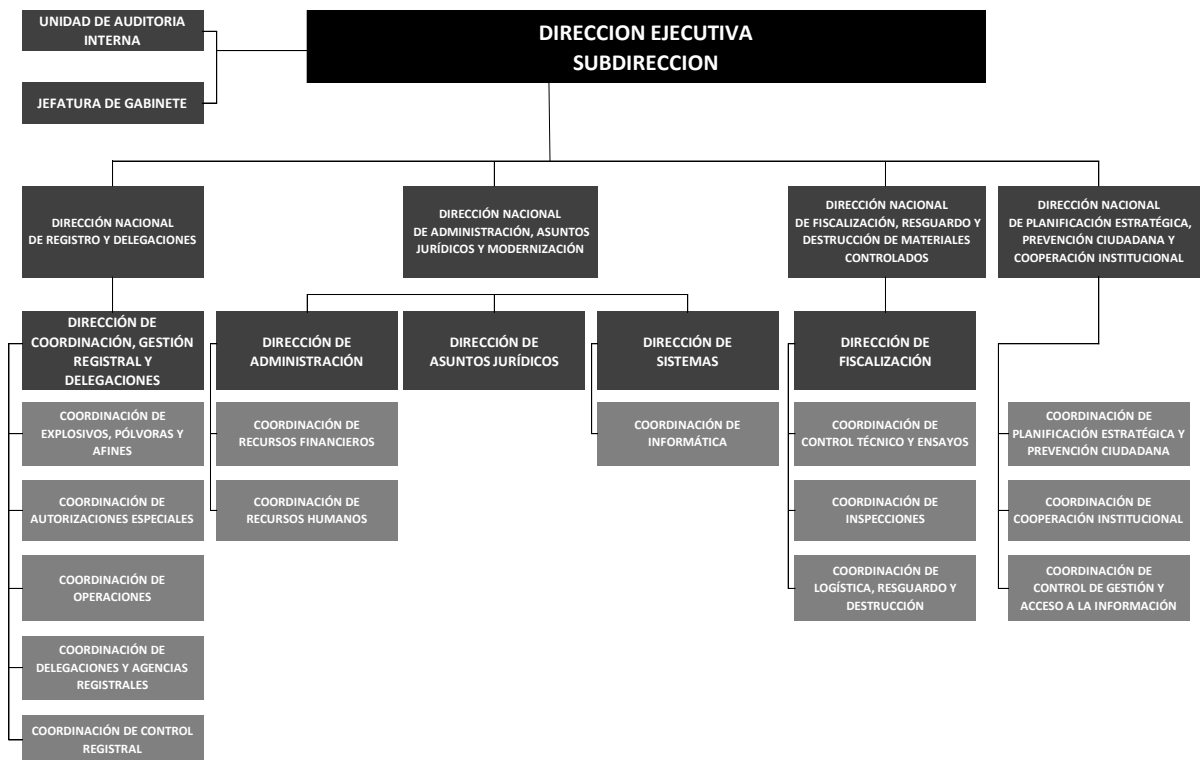 UNIDAD DE AUDITORIA
INTERNA
JEFATURA DE GABINETE
DIRECCION EJECUTIVA
SUBDIRECCION
DIRECCIÓN NACIONAL
DE REGISTRO Y DELEGACIONES
DIRECCIÓN NACIONAL
DE ADMINISTRACIÓN, ASUNTOS
JURÍDICOS Y MODERNIZACIÓN
DIRECCIÓN NACIONAL
DE FISCALIZACIÓN, RESGUARDO Y
DESTRUCCIÓN DE MATERIALES
CONTROLADOS
DIRECCIÓN NACIONAL
DE PLANIFICACIÓN ESTRATÉGICA,
PREVENCIÓN CIUDADANA Y
COOPERACIÓN INSTITUCIONAL
DIRECCIÓN DE
COORDINACIÓN, GESTIÓN
REGISTRAL Y
DELEGACIONES
DIRECCIÓN DE
ADMINISTRACIÓN
DIRECCIÓN DE
ASUNTOS JURÍDICOS
DIRECCIÓN DE
SISTEMAS
DIRECCIÓN DE
FISCALIZACIÓN
COORDINACIÓN DE
EXPLOSIVOS, PÓLVORAS Y
AFINES
COORDINACIÓN DE
RECURSOS FINANCIEROS
COORDINACIÓN DE
INFORMÁTICA
COORDINACIÓN DE
CONTROL TÉCNICO Y ENSAYOS
COORDINACIÓN DE
PLANIFICACIÓN ESTRATÉGICA Y
PREVENCIÓN CIUDADANA
COORDINACIÓN DE
AUTORIZACIONES ESPECIALES
COORDINACIÓN DE
RECURSOS HUMANOS
COORDINACIÓN DE
INSPECCIONES
COORDINACIÓN DE
COOPERACIÓN INSTITUCIONAL
COORDINACIÓN DE
OPERACIONES
COORDINACIÓN DE
LOGÍSTICA, RESGUARDO Y
DESTRUCCIÓN
COORDINACIÓN DE
CONTROL DE GESTIÓN Y
ACCESO A LA INFORMACIÓN
COORDINACIÓN DE
DELEGACIONES Y AGENCIAS
REGISTRALES
COORDINACIÓN DE CONTROL
REGISTRAL